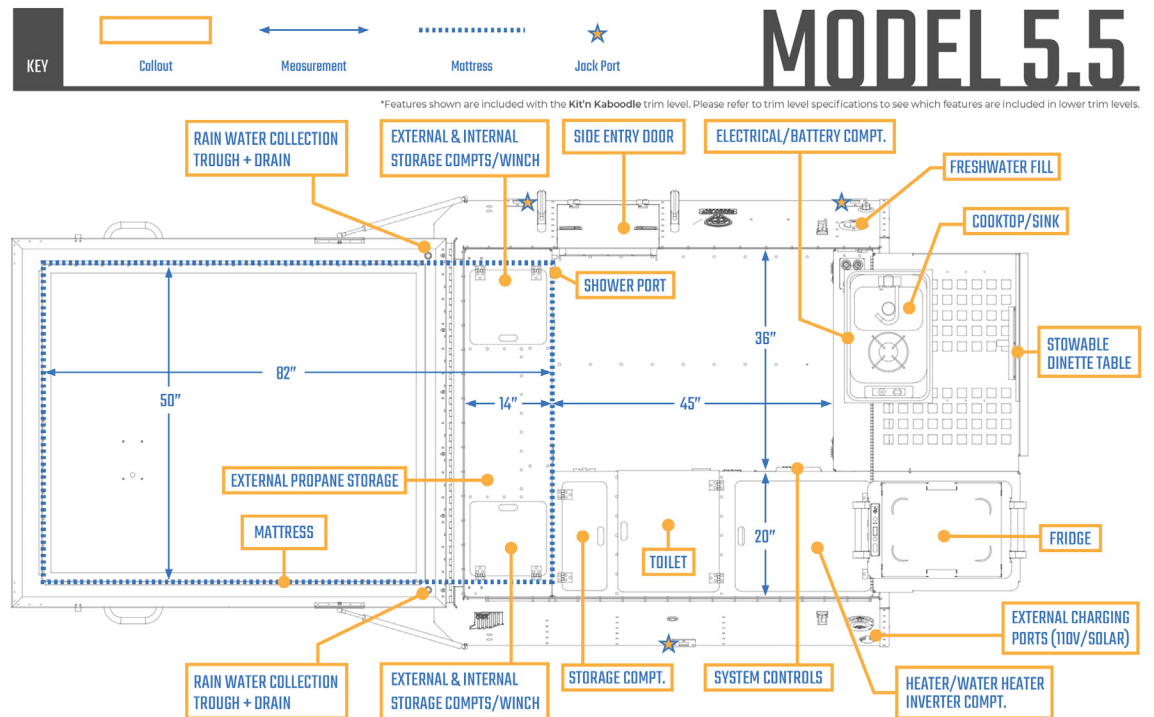 KEY
Callout
Measurement
Mattress
Jack Port
MODEL 5.5
*Features shown are included with the Kit'n Kaboodle trim level. Please refer to trim level specifications to see which features are included in lower trim levels.
RAIN WATER COLLECTION
TROUGH + DRAIN
EXTERNAL & INTERNAL
STORAGE COMPTS/WINCH
SIDE ENTRY DOOR
ELECTRICAL/BATTERY COMPT.
FRESHWATER FILL
COOKTOP/SINK
SHOWER PORT
STOWABLE
DINETTE TABLE
36"
82"
50"
14"
45"
EXTERNAL PROPANE STORAGE
MATTRESS
20"
TOILET
FRIDGE
EXTERNAL CHARGING
PORTS (110V/SOLAR)
RAIN WATER COLLECTION
TROUGH + DRAIN
EXTERNAL & INTERNAL
STORAGE COMPTS/WINCH
STORAGE COMPT.
SYSTEM CONTROLS
HEATER/WATER HEATER
INVERTER COMPT.